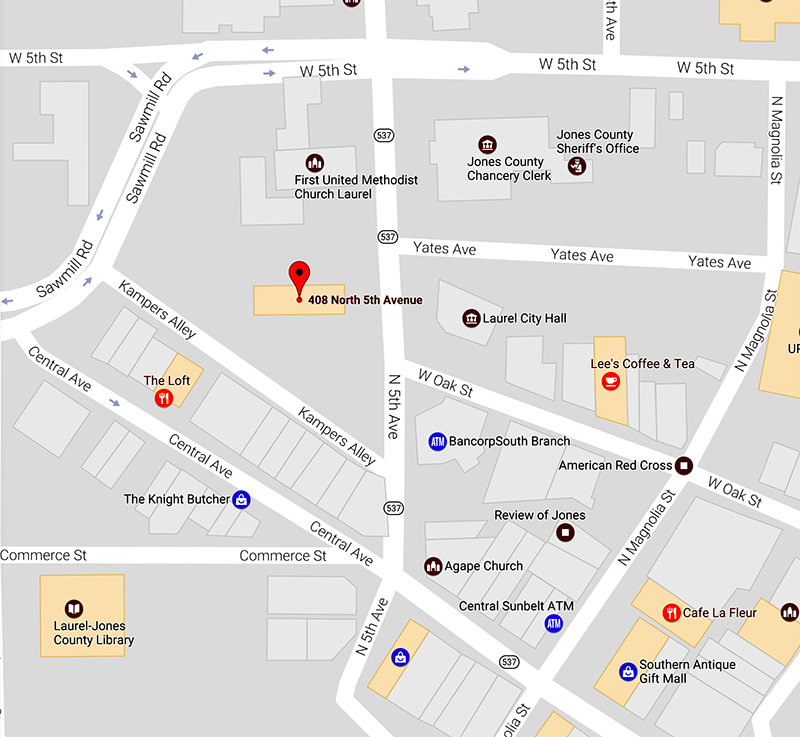 W 5th St
W 5th St
W 5th St
W 5th St
th Ave
Sawmill Rd
Sawmill Rd
Sawmill Rd
537
N Magnolia St
Jones County
Chancery Clerk
Jones County
Sheriff's Office
First United Methodist
Church Laurel
537
Yates Ave
Yates Ave
Yates Ave
408 North 5th Avenue
Kampers Alley
Laurel City Hall
N Magnolia St
UP
Central Ave
The Loft
Lee's Coffee & Tea
W Oak St
N 5th Ave
Kampers Alley
Central Ave
ATM
BancorpSouth Branch
American Red Cross
W Oak St
The Knight Butcher
537
Review of Jones
N Magnolia St
Central Ave
Commerce St
Commerce St
Agape Church
Central Sunbelt ATM
ATM
Laurel-Jones
County Library
N 5th Ave
Cafe La Fleur
537
Southern Antique
Gift Mall
olia St